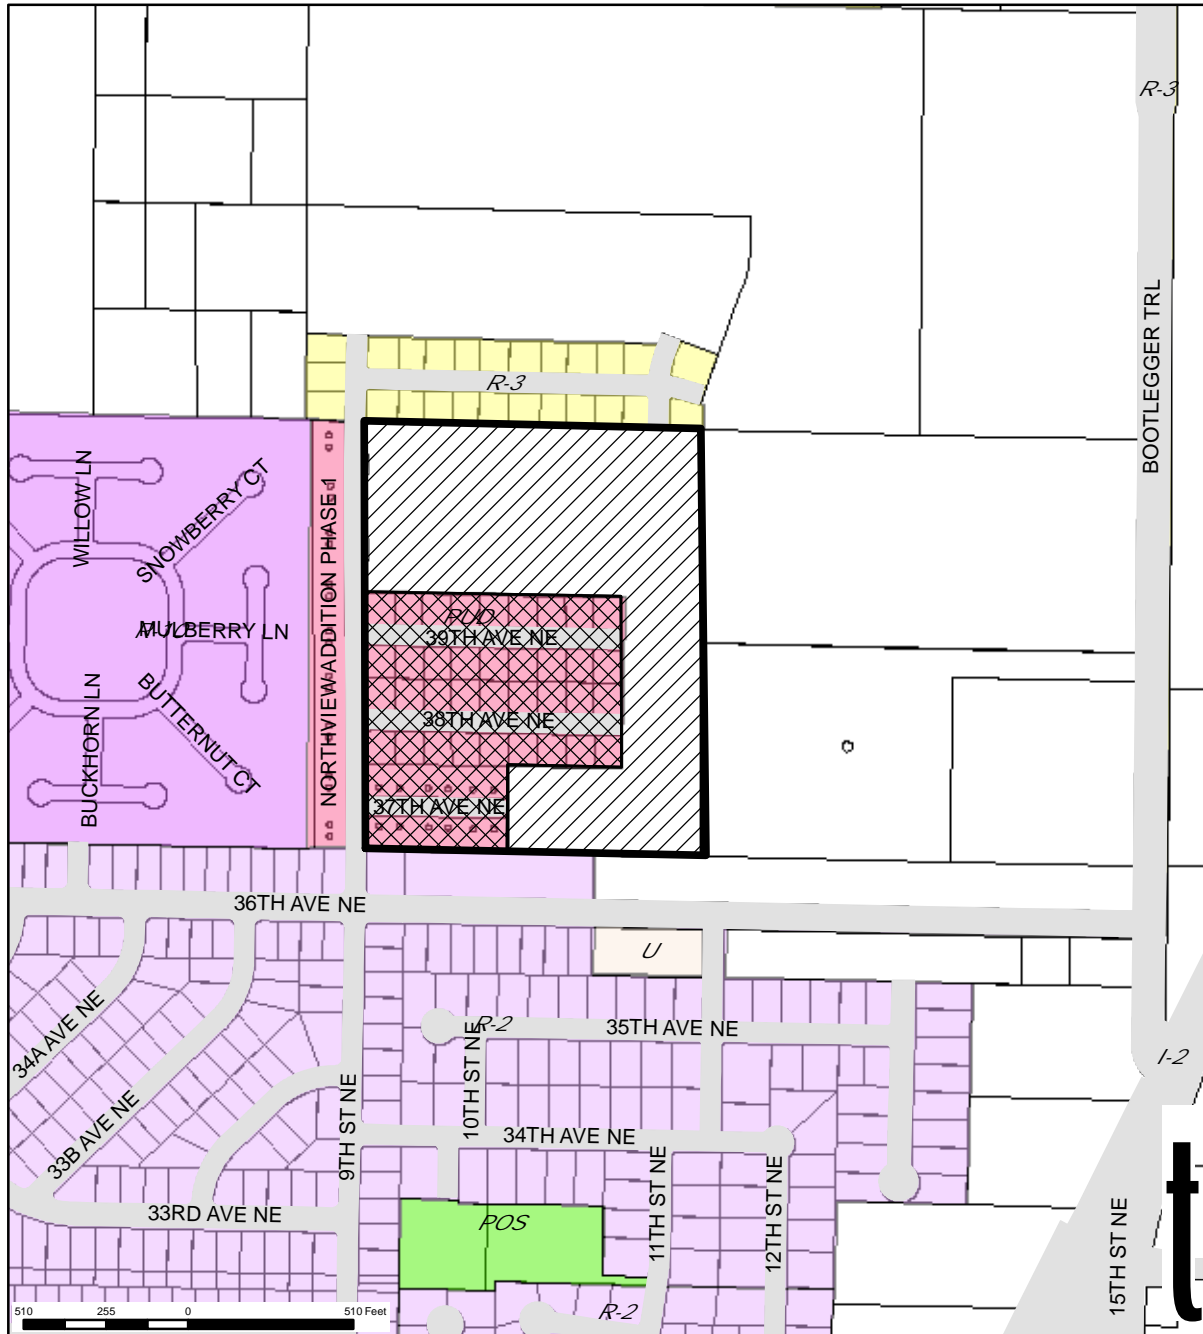 R-3
BOOTLEGGER TRL
R-3
WILLOW LN
SNOWBERRY CT
NORTHVIEW ADDITION PHASE 1
PUD
39TH AVE NE
MULBERRY LN
BUCKHORN LN
BUTTERNUT CT
38TH AVE NE
37TH AVE NE
36TH AVE NE
U
34A AVE NE
R-2
35TH AVE NE
10TH ST NE
I-2
33B AVE NE
9TH ST NE
34TH AVE NE
33RD AVE NE
POS
11TH ST NE
12TH ST NE
15TH ST NE
t
R-2
510 255 0 510 Feet